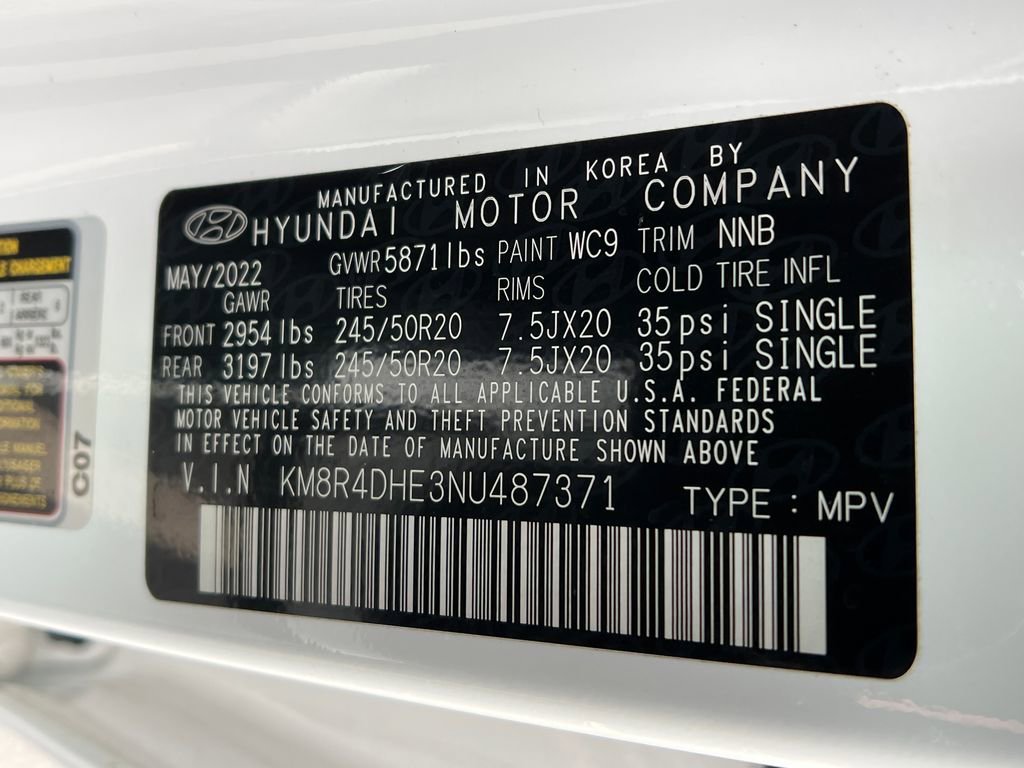 MANUFACTURED IN KOREA BY
HYUNDAI MOTOR COMPANY
MAY/2022 GVWR 5871lbs PAINT WC9 TRIM NNB
GAWR TIRES RIMS COLD TIRE INFL
FRONT 2954lbs 245/50R20 7.5JX20 35psi SINGLE
REAR 3197lbs 245/50R20 7.5JX20 35psi SINGLE
THIS VEHICLE CONFORMS TO ALL APPLICABLE U.S.A. FEDERAL
MOTOR VEHICLE SAFETY AND THEFT PREVENTION STANDARDS
IN EFFECT ON THE DATE OF MANUFACTURE SHOWN ABOVE
V.I.N KM8R4DHE3NU487371 TYPE : MPV
REAR
C07